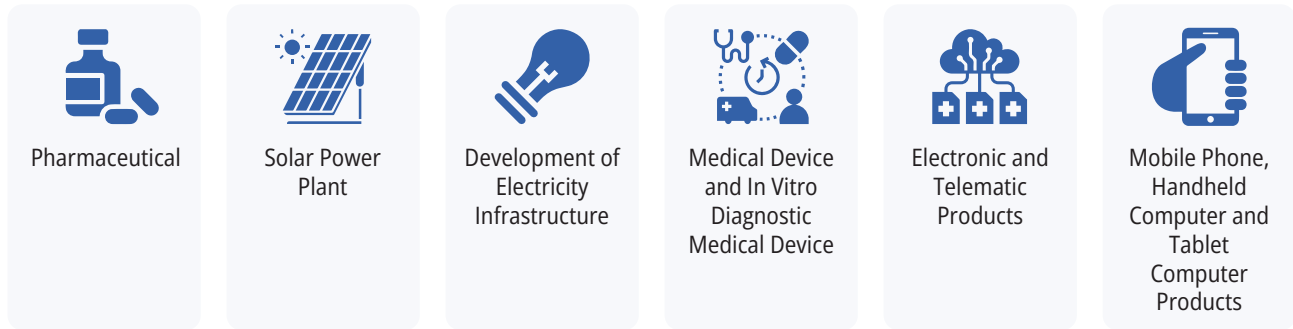 Pharmaceutical
Solar Power
Plant
Development of
Electricity
Infrastructure
Medical Device
and In Vitro
Diagnostic
Medical Device
Electronic and
Telematic
Products
Mobile Phone,
Handheld
Computer and
Tablet
Computer
Products